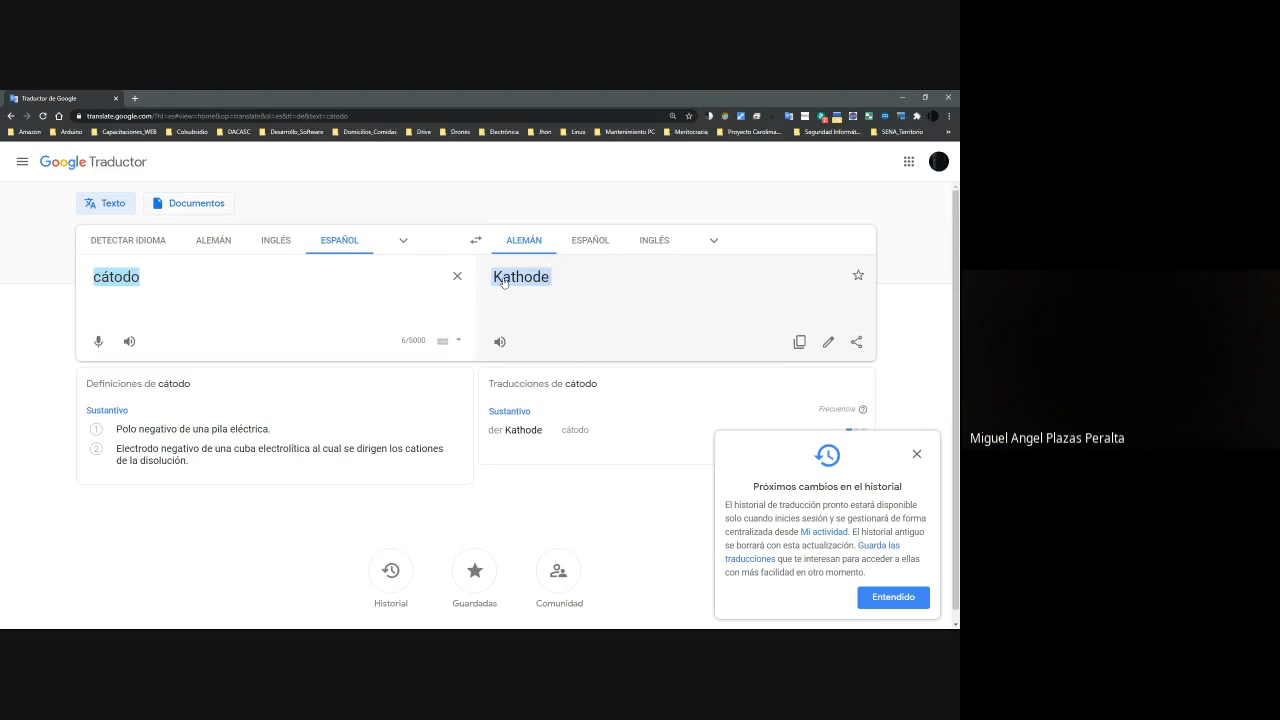 Traductor de Google
translate.google.com/?hl=es#view=home&op=translate&sl=es&tl=de&text=cátodo
Amazon Arduino Capacitaciones_WEB Colsubsidio DACASC Desarrollo_Software Domicilios_Comidas Drive Drones Electrónica Jhon Linux Mantenimiento PC Meritocracia Proyecto Carolina... Seguridad Informát... SENA_Territorio
Google Traductor
Texto Documentos
DETECTAR IDIOMA ALEMÁN INGLÉS ESPAÑOL ALEMÁN ESPAÑOL INGLÉS
cátodo Kathode
6/5000
Definiciones de cátodo
Sustantivo
1 Polo negativo de una pila eléctrica.
2 Electrodo negativo de una cuba electrolítica al cual se dirigen los cationes
de la disolución.
Traducciones de cátodo
Sustantivo Frecuencia
der Kathode cátodo
Próximos cambios en el historial
El historial de traducción pronto estará disponible
solo cuando inicies sesión y se gestionará de forma
centralizada desde Mi actividad. El historial antiguo
se borrará con esta actualización. Guarda las
traducciones que te interesan para acceder a ellas
con más facilidad en otro momento.
Entendido
Historial Guardadas Comunidad
Miguel Angel Plazas Peralta